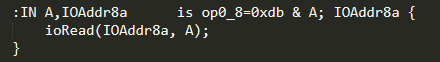 :IN A,IOAddr8a is op0_8=0xdb & A; IOAddr8a {
ioRead(IOAddr8a, A);
}